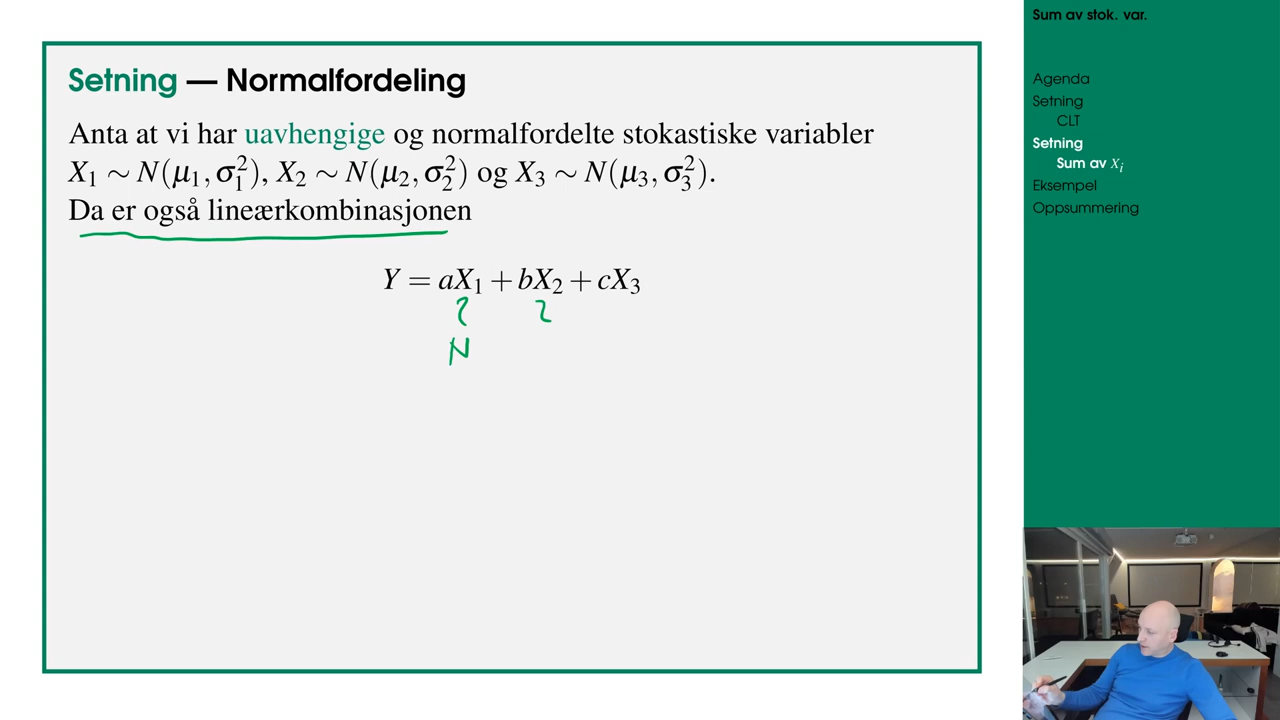 Setning — Normalfordeling
Anta at vi har uavhengige og normalfordelte stokastiske variabler
X₁ ∼ N(μ₁, σ₁²), X₂ ∼ N(μ₂, σ₂²) og X₃ ∼ N(μ₃, σ₃²).
Da er også lineærkombinasjonen
Y = aX₁ + bX₂ + cX₃
N
Sum av stok. var.
Agenda
Setning
CLT
Setning
Sum av Xᵢ
Eksempel
Oppsummering